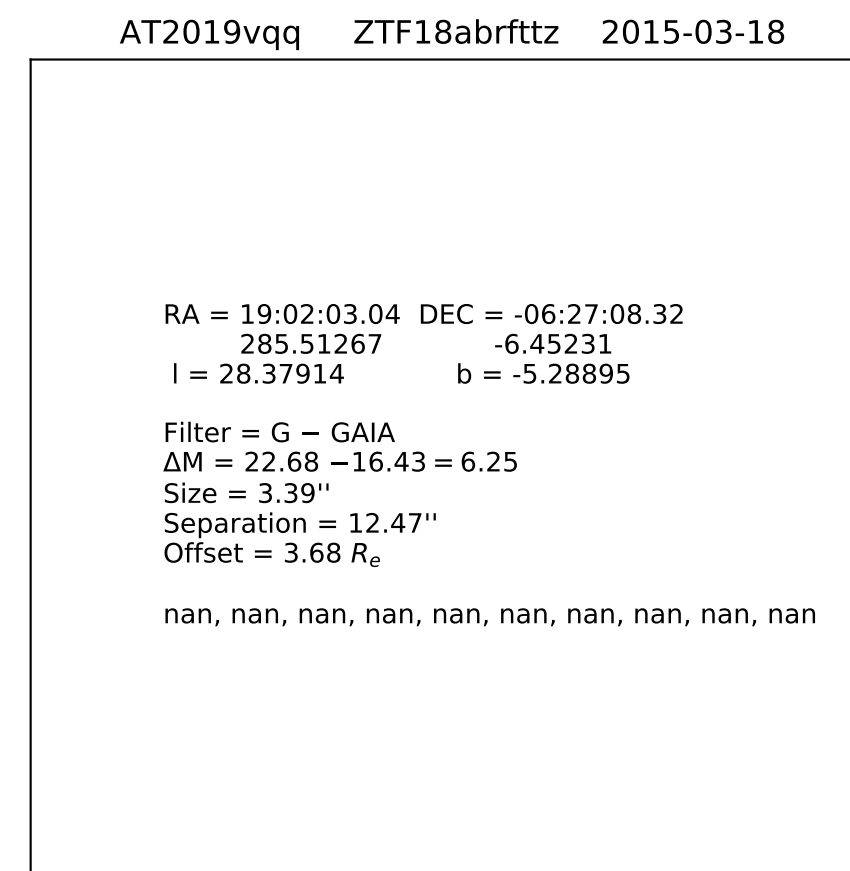 AT2019vqq ZTF18abrfttz 2015-03-18
RA = 19:02:03.04 DEC = -06:27:08.32
285.51267 -6.45231
l = 28.37914 b = -5.28895
Filter = G − GAIA
ΔM = 22.68 −16.43 = 6.25
Size = 3.39''
Separation = 12.47''
Offset = 3.68 Rₑ
nan, nan, nan, nan, nan, nan, nan, nan, nan, nan